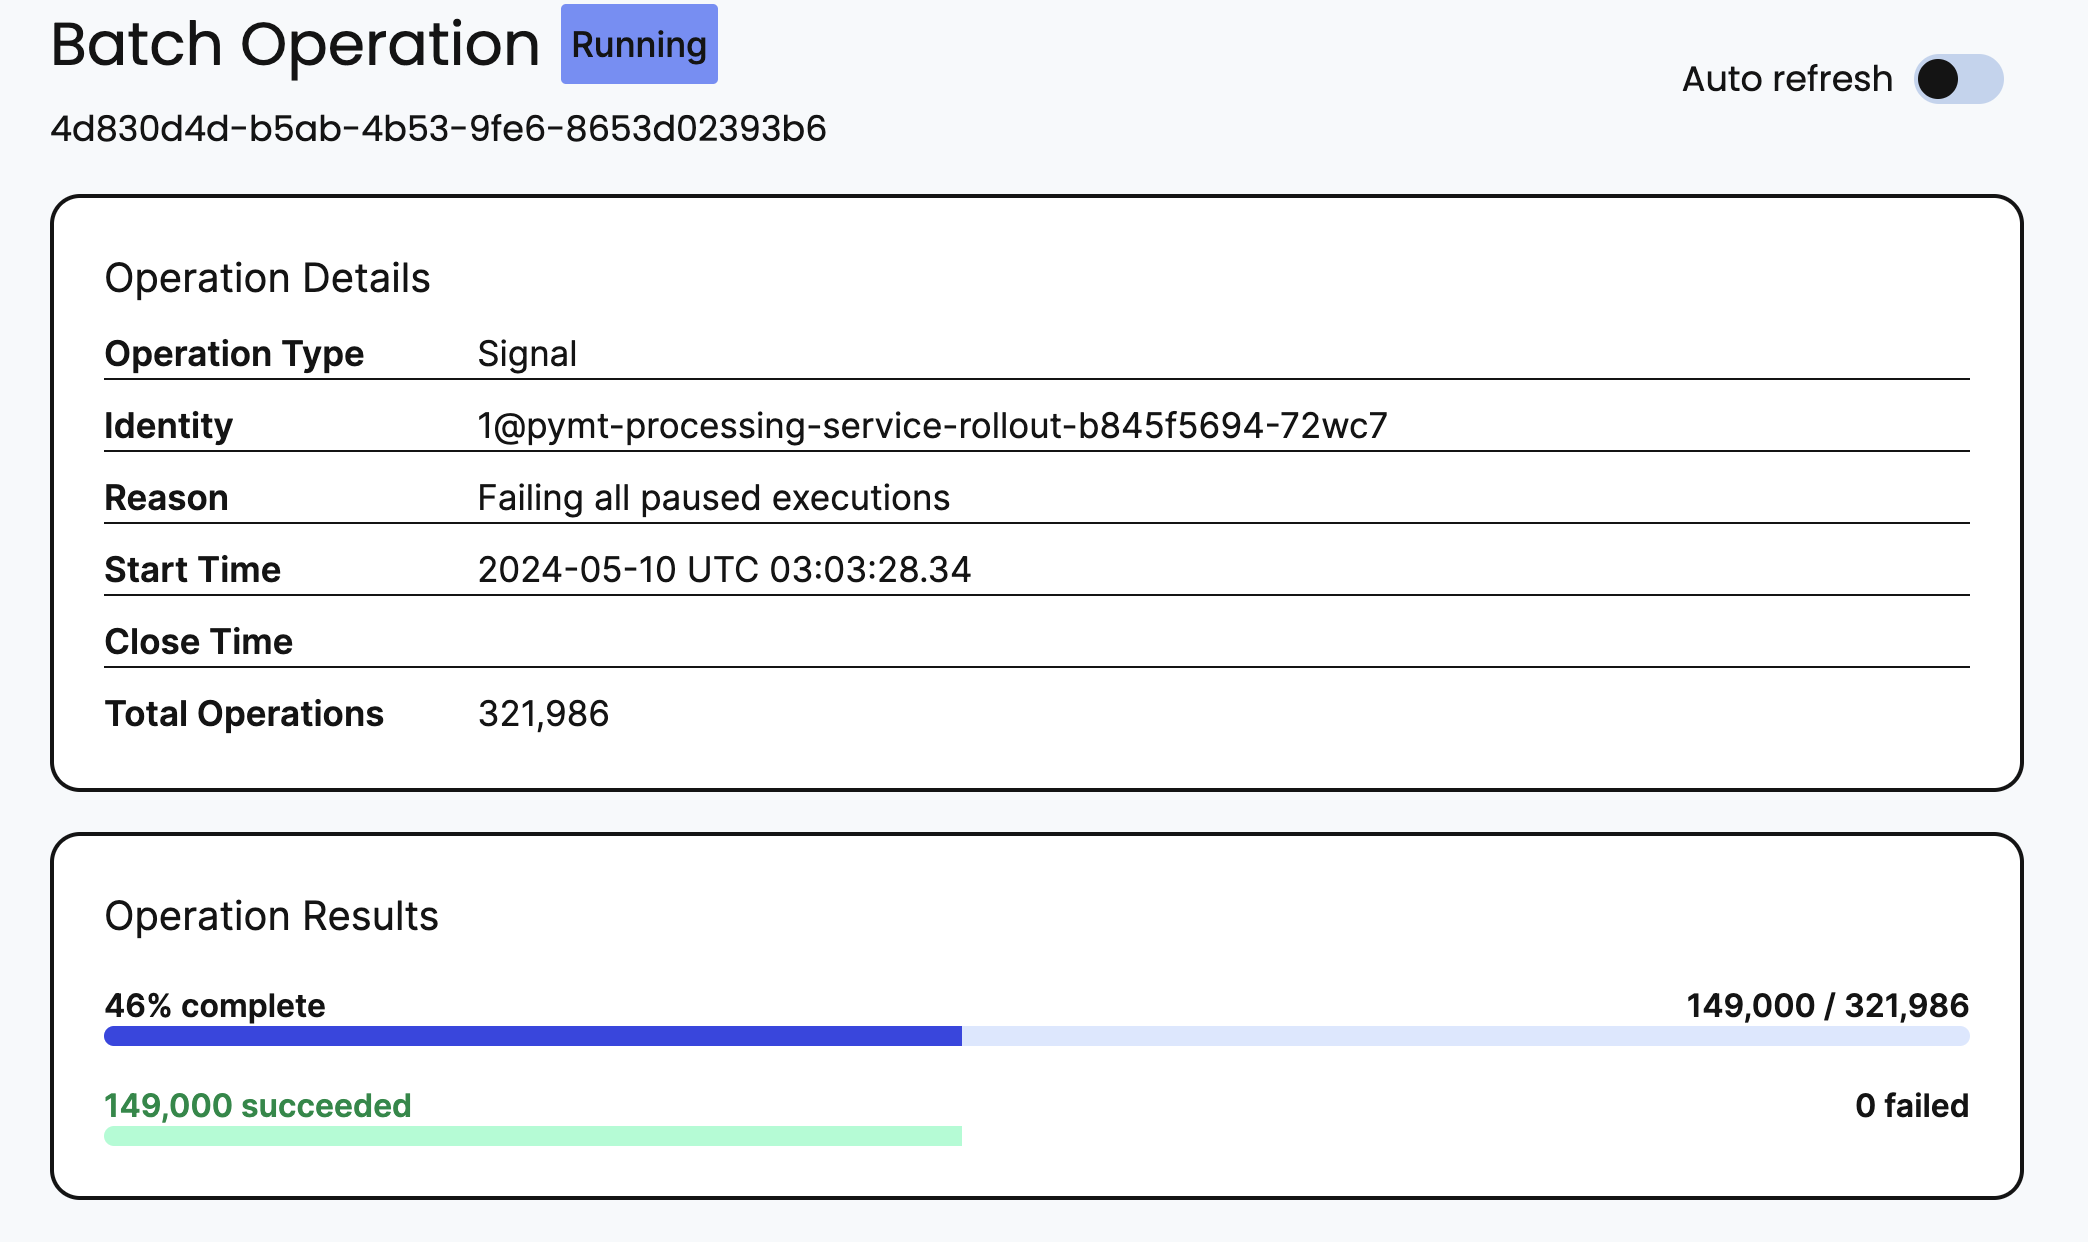 Batch Operation Running
Auto refresh
4d830d4d-b5ab-4b53-9fe6-8653d02393b6
Operation Details
Operation Type Signal
Identity 1@pymt-processing-service-rollout-b845f5694-72wc7
Reason Failing all paused executions
Start Time 2024-05-10 UTC 03:03:28.34
Close Time
Total Operations 321,986
Operation Results
46% complete 149,000 / 321,986
149,000 succeeded 0 failed